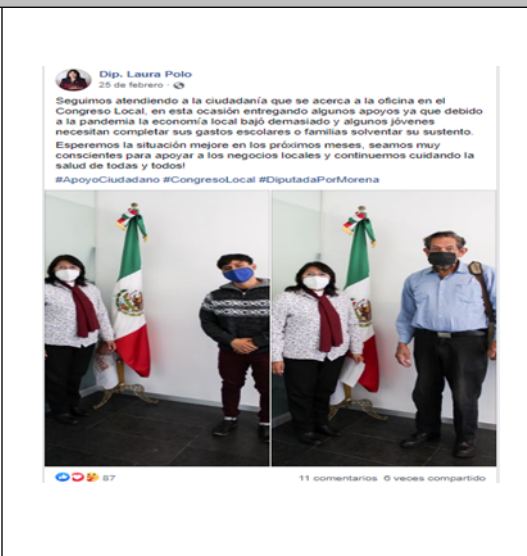 Dip. Laura Polo
25 de febrero ·
Seguimos atendiendo a la ciudadanía que se acerca a la oficina en el
Congreso Local, en esta ocasión entregando algunos apoyos ya que debido
a la pandemia la economía local bajó demasiado y algunos jóvenes
necesitan completar sus gastos escolares o familias solventar su sustento.
Esperemos la situación mejore en los próximos meses, seamos muy
conscientes para apoyar a los negocios locales y continuemos cuidando la
salud de todas y todos!
#ApoyoCiudadano #CongresoLocal #DiputadaPorMorena
87
11 comentarios 6 veces compartido